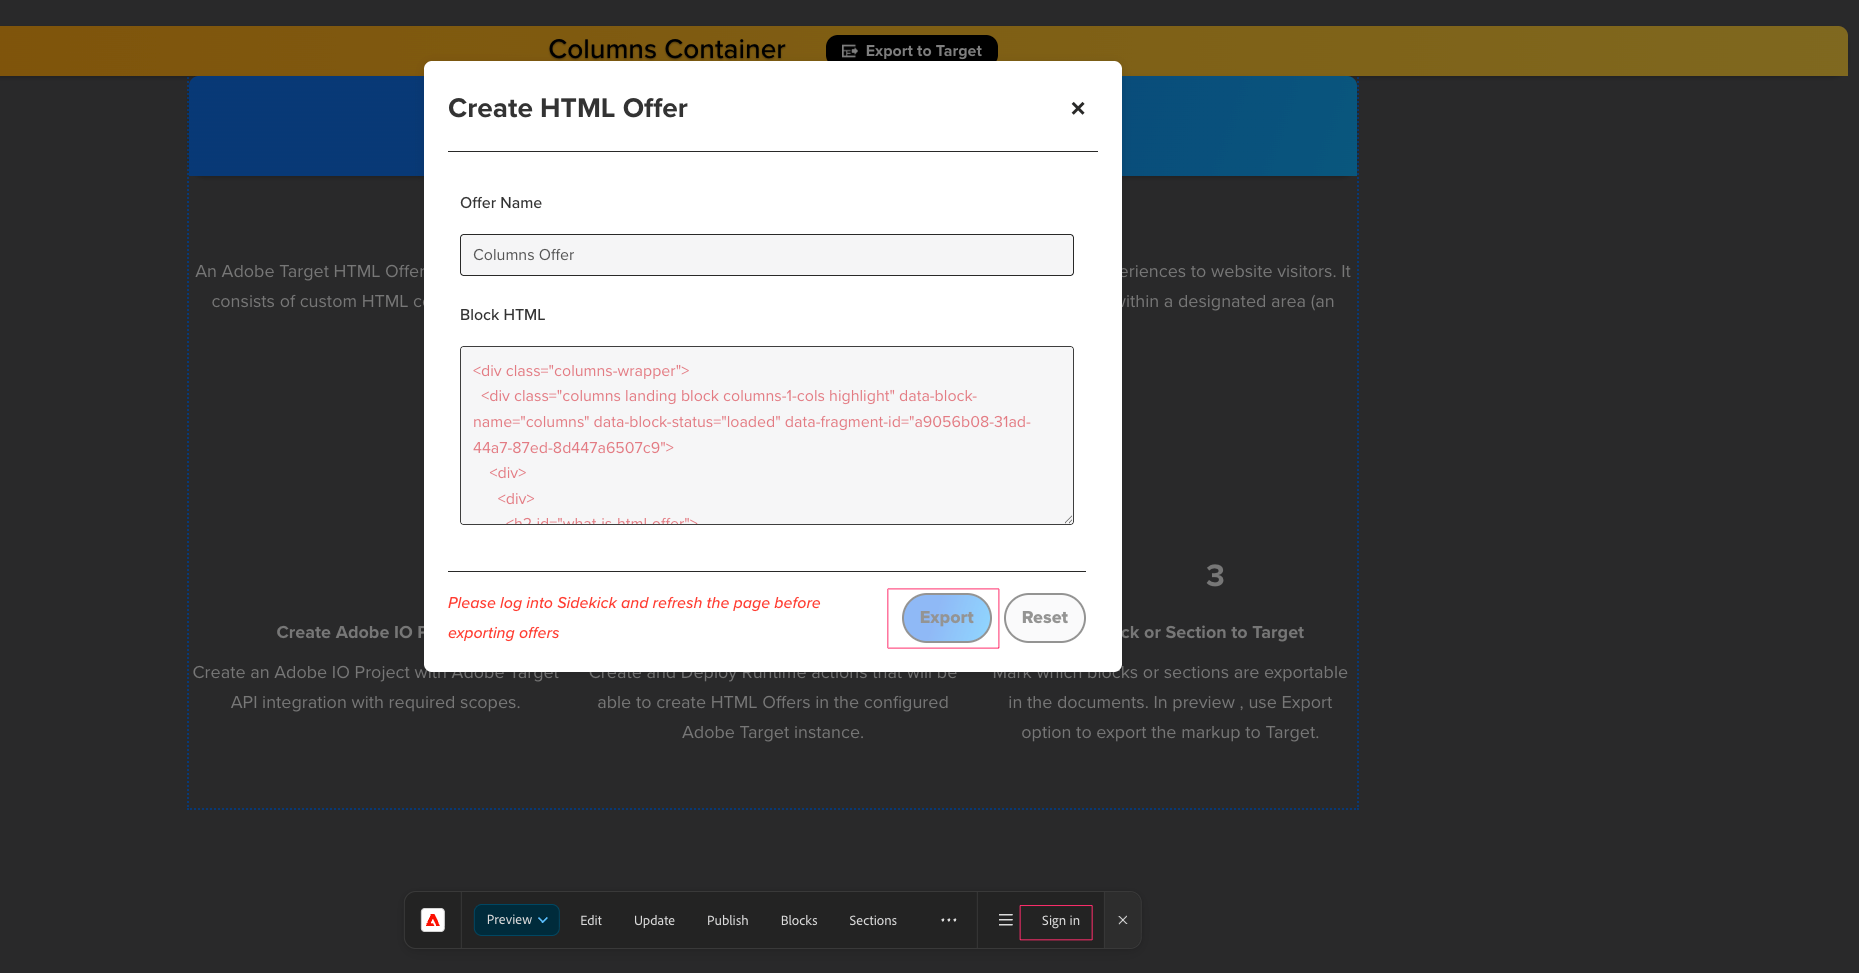 Columns Container
Export to Target
Create HTML Offer
Offer Name
Columns Offer
Block HTML
<div class="columns-wrapper">
<div class="columns landing block columns-1-cols highlight" data-block-
name="columns" data-block-status="loaded" data-fragment-id="a9056b08-31ad-
44a7-87ed-8d447a6507c9">
<div>
<div>
<h2 id="what-is-html-offer">
Please log into Sidekick and refresh the page before
exporting offers
Export
Reset
An Adobe Target HTML Offer
eriences to website visitors. It
consists of custom HTML
within a designated area (an
3
Create Adobe IO
ck or Section to Target
Create an Adobe IO Project with Adobe Target
API integration with required scopes.
Create and Deploy Runtime actions that will be
able to create HTML Offers in the configured
Adobe Target instance.
Mark which blocks or sections are exportable
in the documents. In preview , use Export
option to export the markup to Target.
Preview
Edit
Update
Publish
Blocks
Sections
Sign in